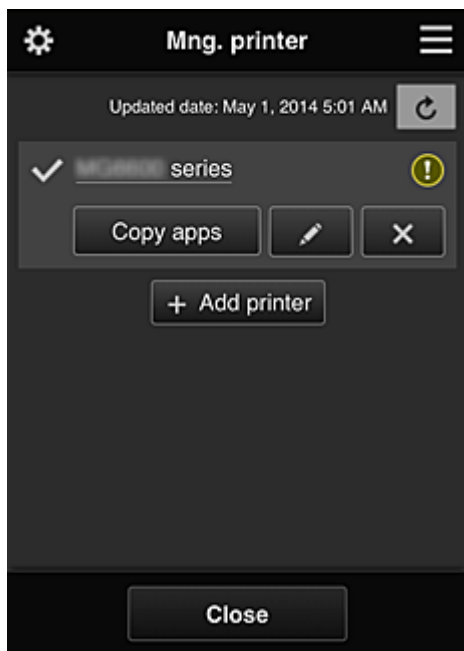 Mng. printer
Updated date: May 1, 2014 5:01 AM
series
Copy apps
+ Add printer
Close